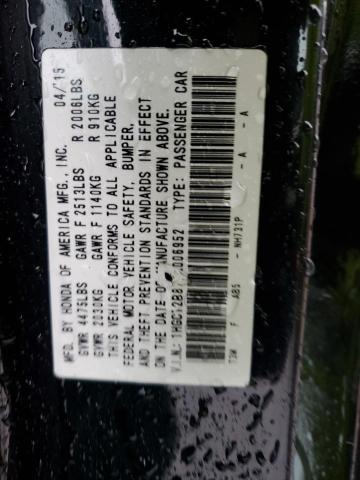 MFD. BY HONDA OF AMERICA MFG., INC. 04/15
GVWR 4475LBS GAWR F 2513LBS R 2006LBS
GVWR 2030KG GAWR F 1140KG R 910KG
THIS VEHICLE CONFORMS TO ALL APPLICABLE
FEDERAL MOTOR VEHICLE SAFETY, BUMPER,
THEFT PREVENTION STANDARDS IN EFFECT
ON THE DATE OF MANUFACTURE SHOWN ABOVE.
V.I.N.: TYPE: PASSENGER CAR
- NH731P - A - A
T3W F AB5